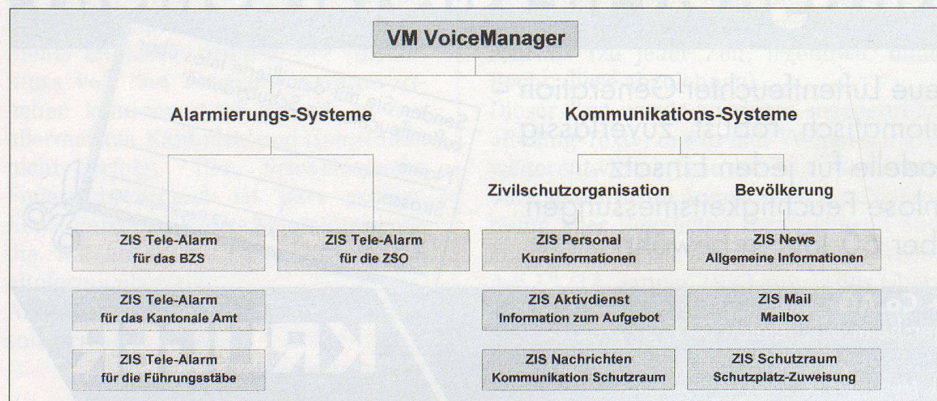 VM VoiceManager
Alarmierungs-Systeme
Kommunikations-Systeme
Zivilschutzorganisation
Bevölkerung
ZIS Tele-Alarm
für das BZS
ZIS Tele-Alarm
für die ZSO
ZIS Personal
Kursinformationen
ZIS News
Allgemeine Informationen
ZIS Tele-Alarm
für das Kantonale Amt
ZIS Aktivdienst
Information zum Aufgebot
ZIS Mail
Mailbox
ZIS Tele-Alarm
für die Führungsstäbe
ZIS Nachrichten
Kommunikation Schutzraum
ZIS Schutzraum
Schutzplatz-Zuweisung